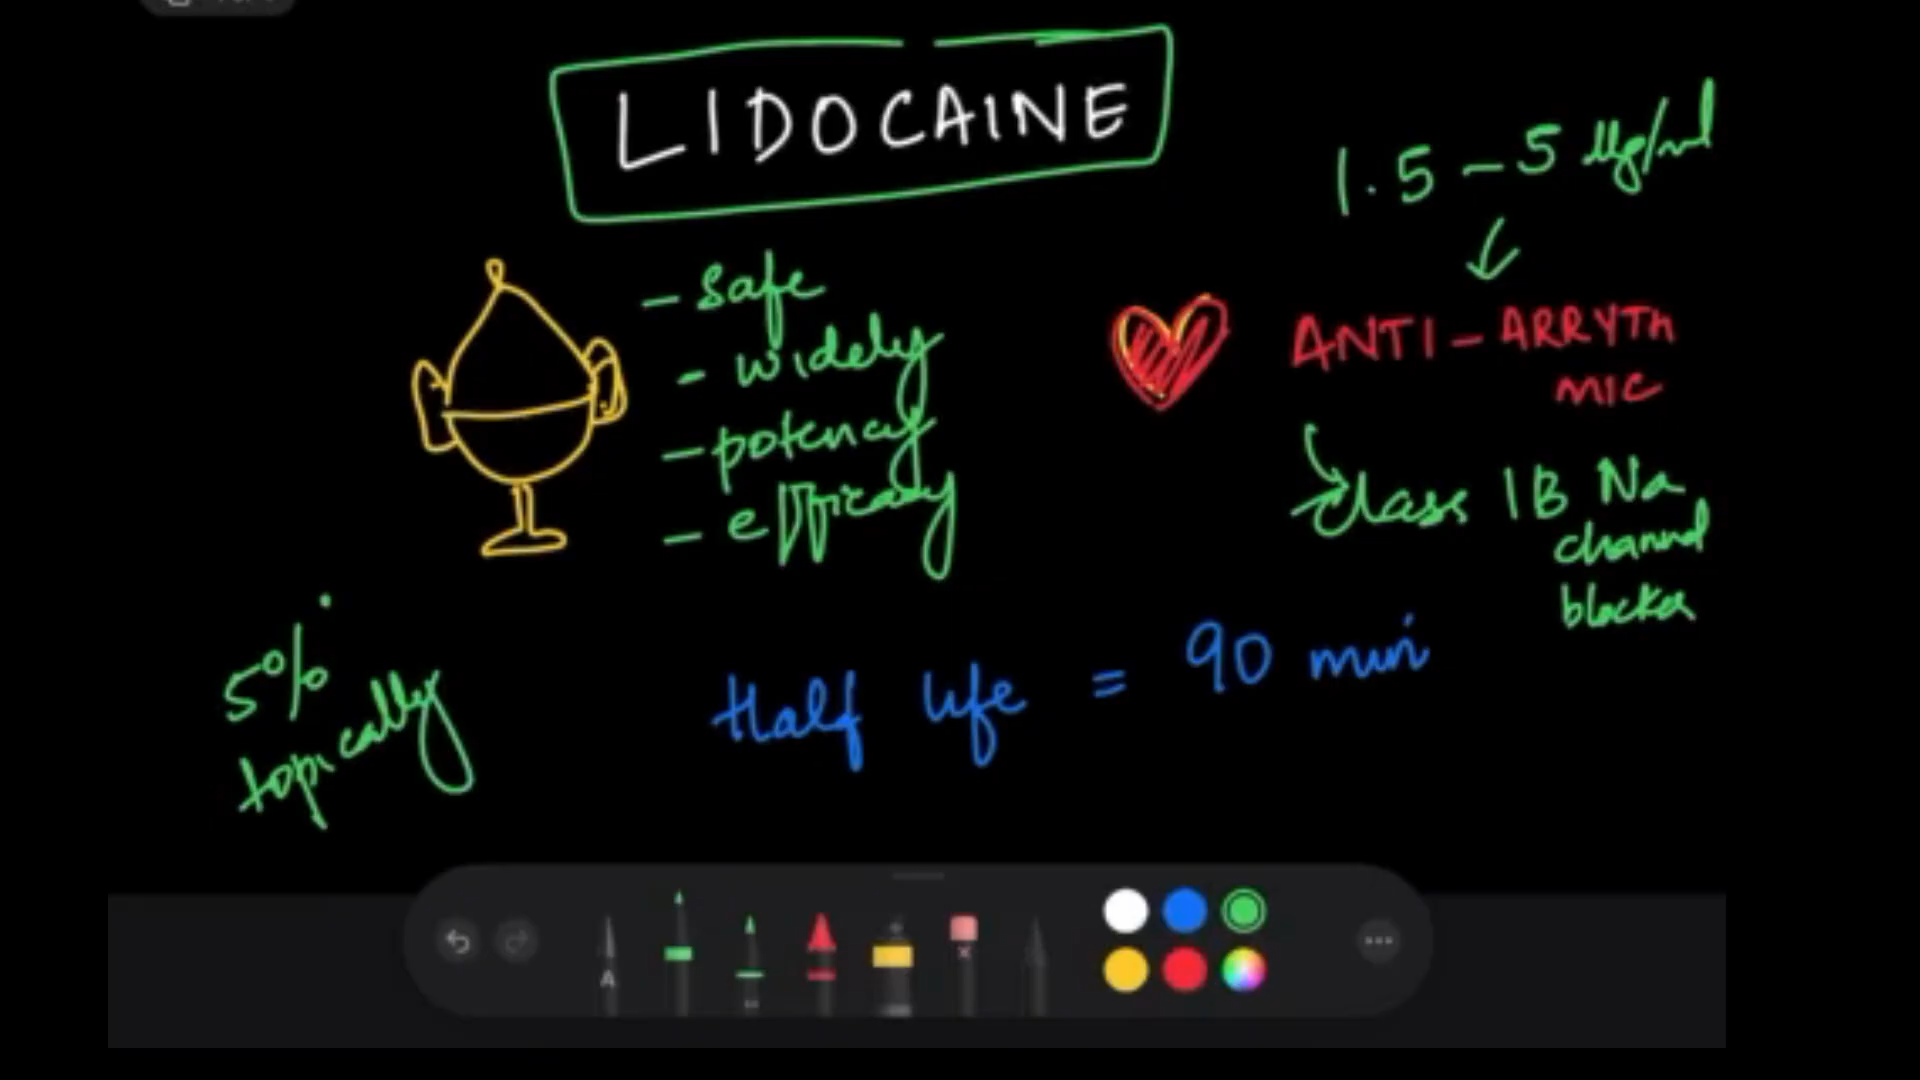 LIDOCAINE
1.5 - 5 µg/ml
- Safe
- widely
- potency
- efficacy
ANTI - ARRYTH
MIC
Class IB Na
channel
blocker
5%
topically
Half life = 90 min
A